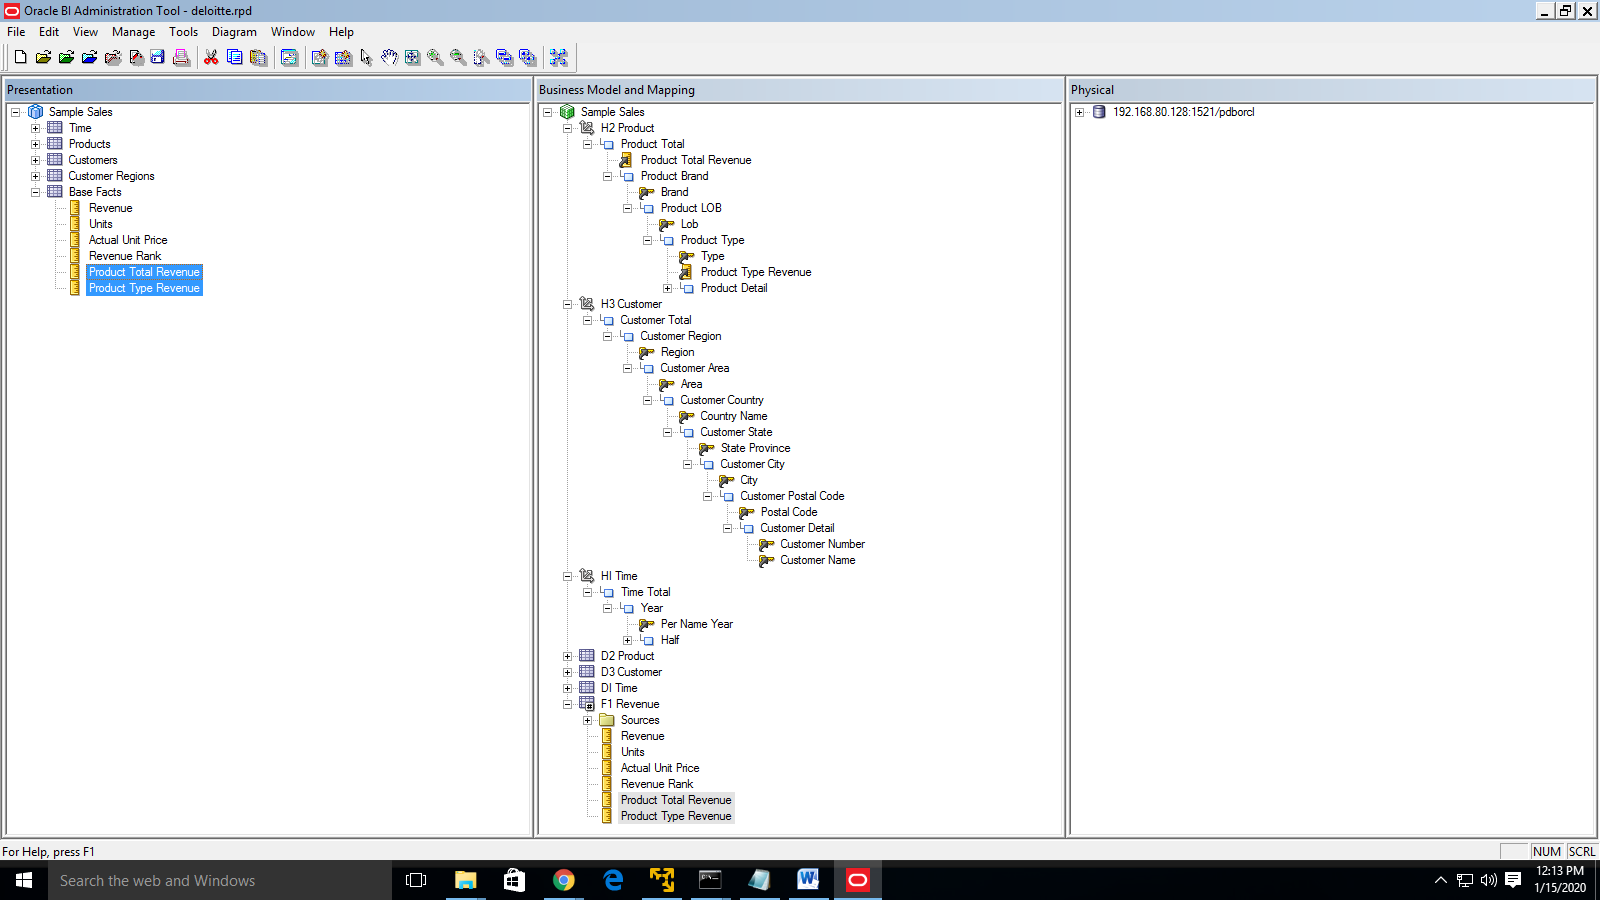 Oracle BI Administration Tool - deloitte.rpd
File Edit View Manage Tools Diagram Window Help
Presentation
Sample Sales
Time
Products
Customers
Customer Regions
Base Facts
Revenue
Units
Actual Unit Price
Revenue Rank
Product Total Revenue
Product Type Revenue
Business Model and Mapping
Sample Sales
H2 Product
Product Total
Product Total Revenue
Product Brand
Brand
Product LOB
Lob
Product Type
Type
Product Type Revenue
Product Detail
H3 Customer
Customer Total
Customer Region
Region
Customer Area
Area
Customer Country
Country Name
Customer State
State Province
Customer City
City
Customer Postal Code
Postal Code
Customer Detail
Customer Number
Customer Name
HI Time
Time Total
Year
Per Name Year
Half
D2 Product
D3 Customer
DI Time
F1 Revenue
Sources
Revenue
Units
Actual Unit Price
Revenue Rank
Product Total Revenue
Product Type Revenue
Physical
192.168.80.128:1521/pdborcl
For Help, press F1
NUM SCRL
Search the web and Windows
12:13 PM
1/15/2020